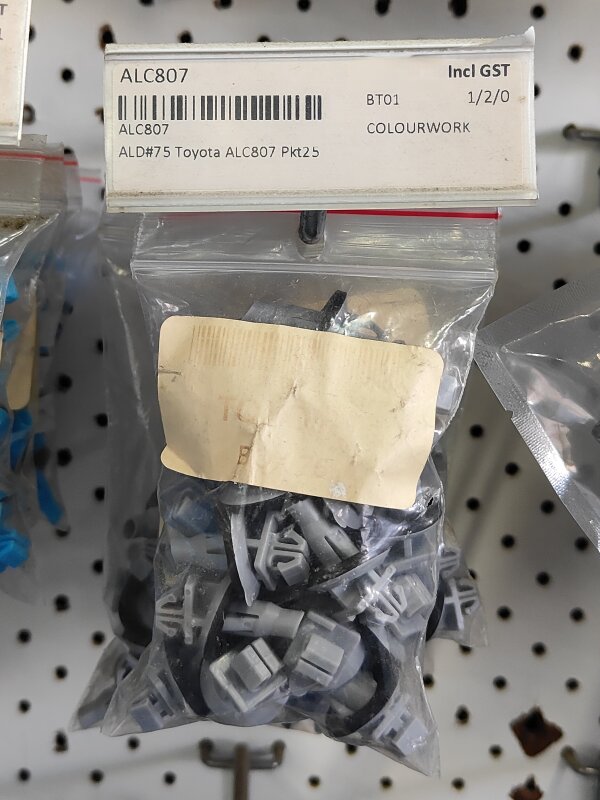 ALC807 Incl GST
BT01 1/2/0
ALC807 COLOURWORK
ALD#75 Toyota ALC807 Pkt25